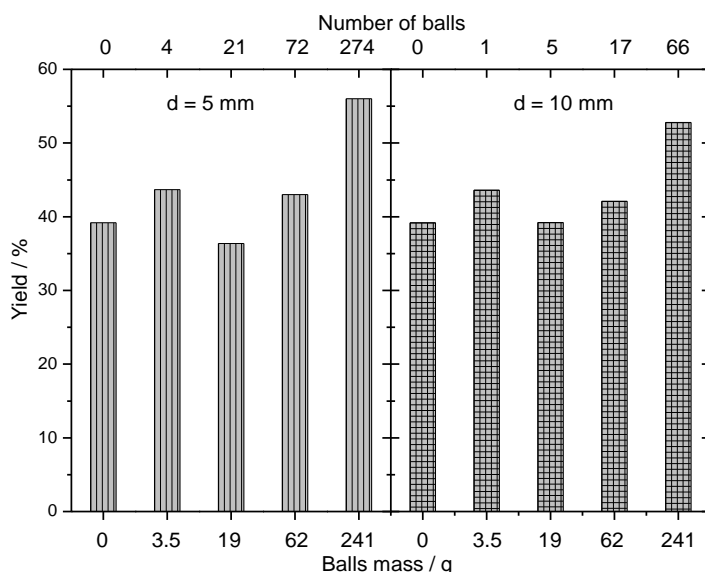 Number of balls
0 4 21 72 274 0 1 5 17 66
60
d = 5 mm d = 10 mm
50
40
30
20
10
0
Yield / %
0 3.5 19 62 241 0 3.5 19 62 241
Balls mass / g